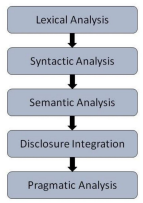 Lexical Analysis
Syntactic Analysis
Semantic Analysis
Disclosure Integration
Pragmatic Analysis